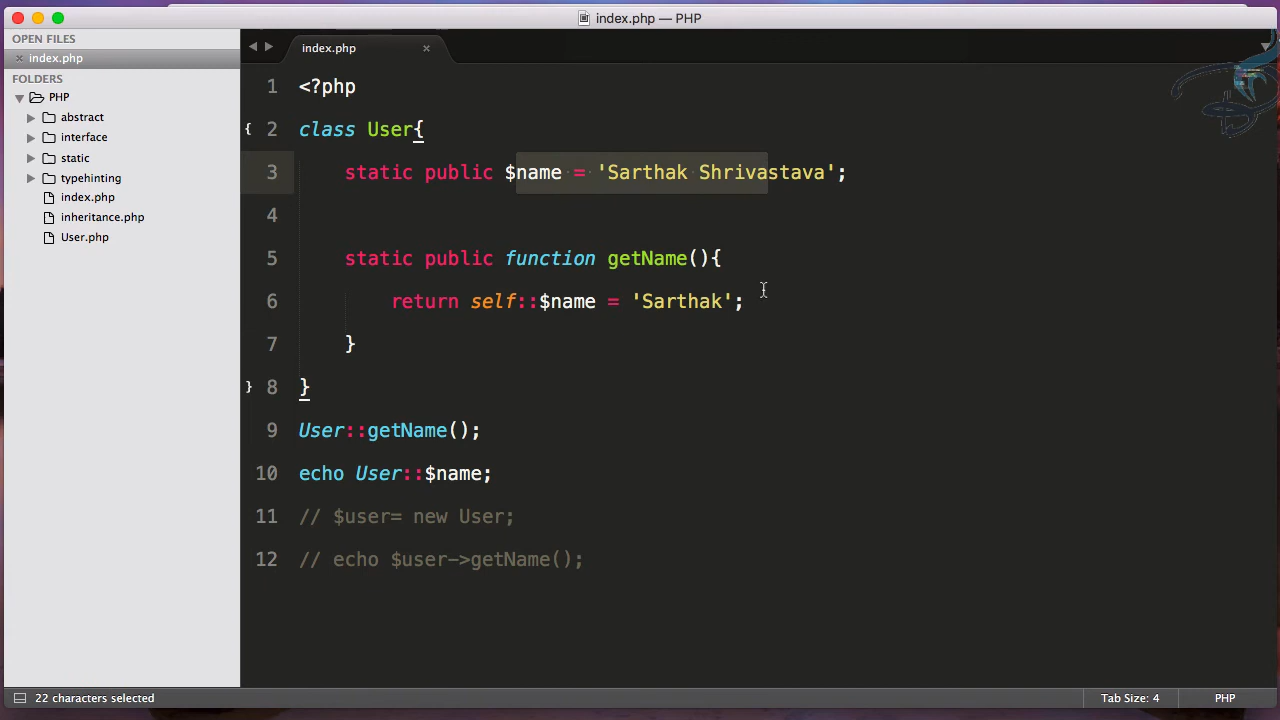 index.php — PHP
OPEN FILES
index.php
FOLDERS
PHP
abstract
interface
static
typehinting
index.php
inheritance.php
User.php
index.php
1 <?php
{ 2 class User{
3 static public $name = 'Sarthak Shrivastava';
4
5 static public function getName(){
6 return self::$name = 'Sarthak';
7 }
} 8 }
9 User::getName();
10 echo User::$name;
11 // $user= new User;
12 // echo $user->getName();
22 characters selected
Tab Size: 4
PHP